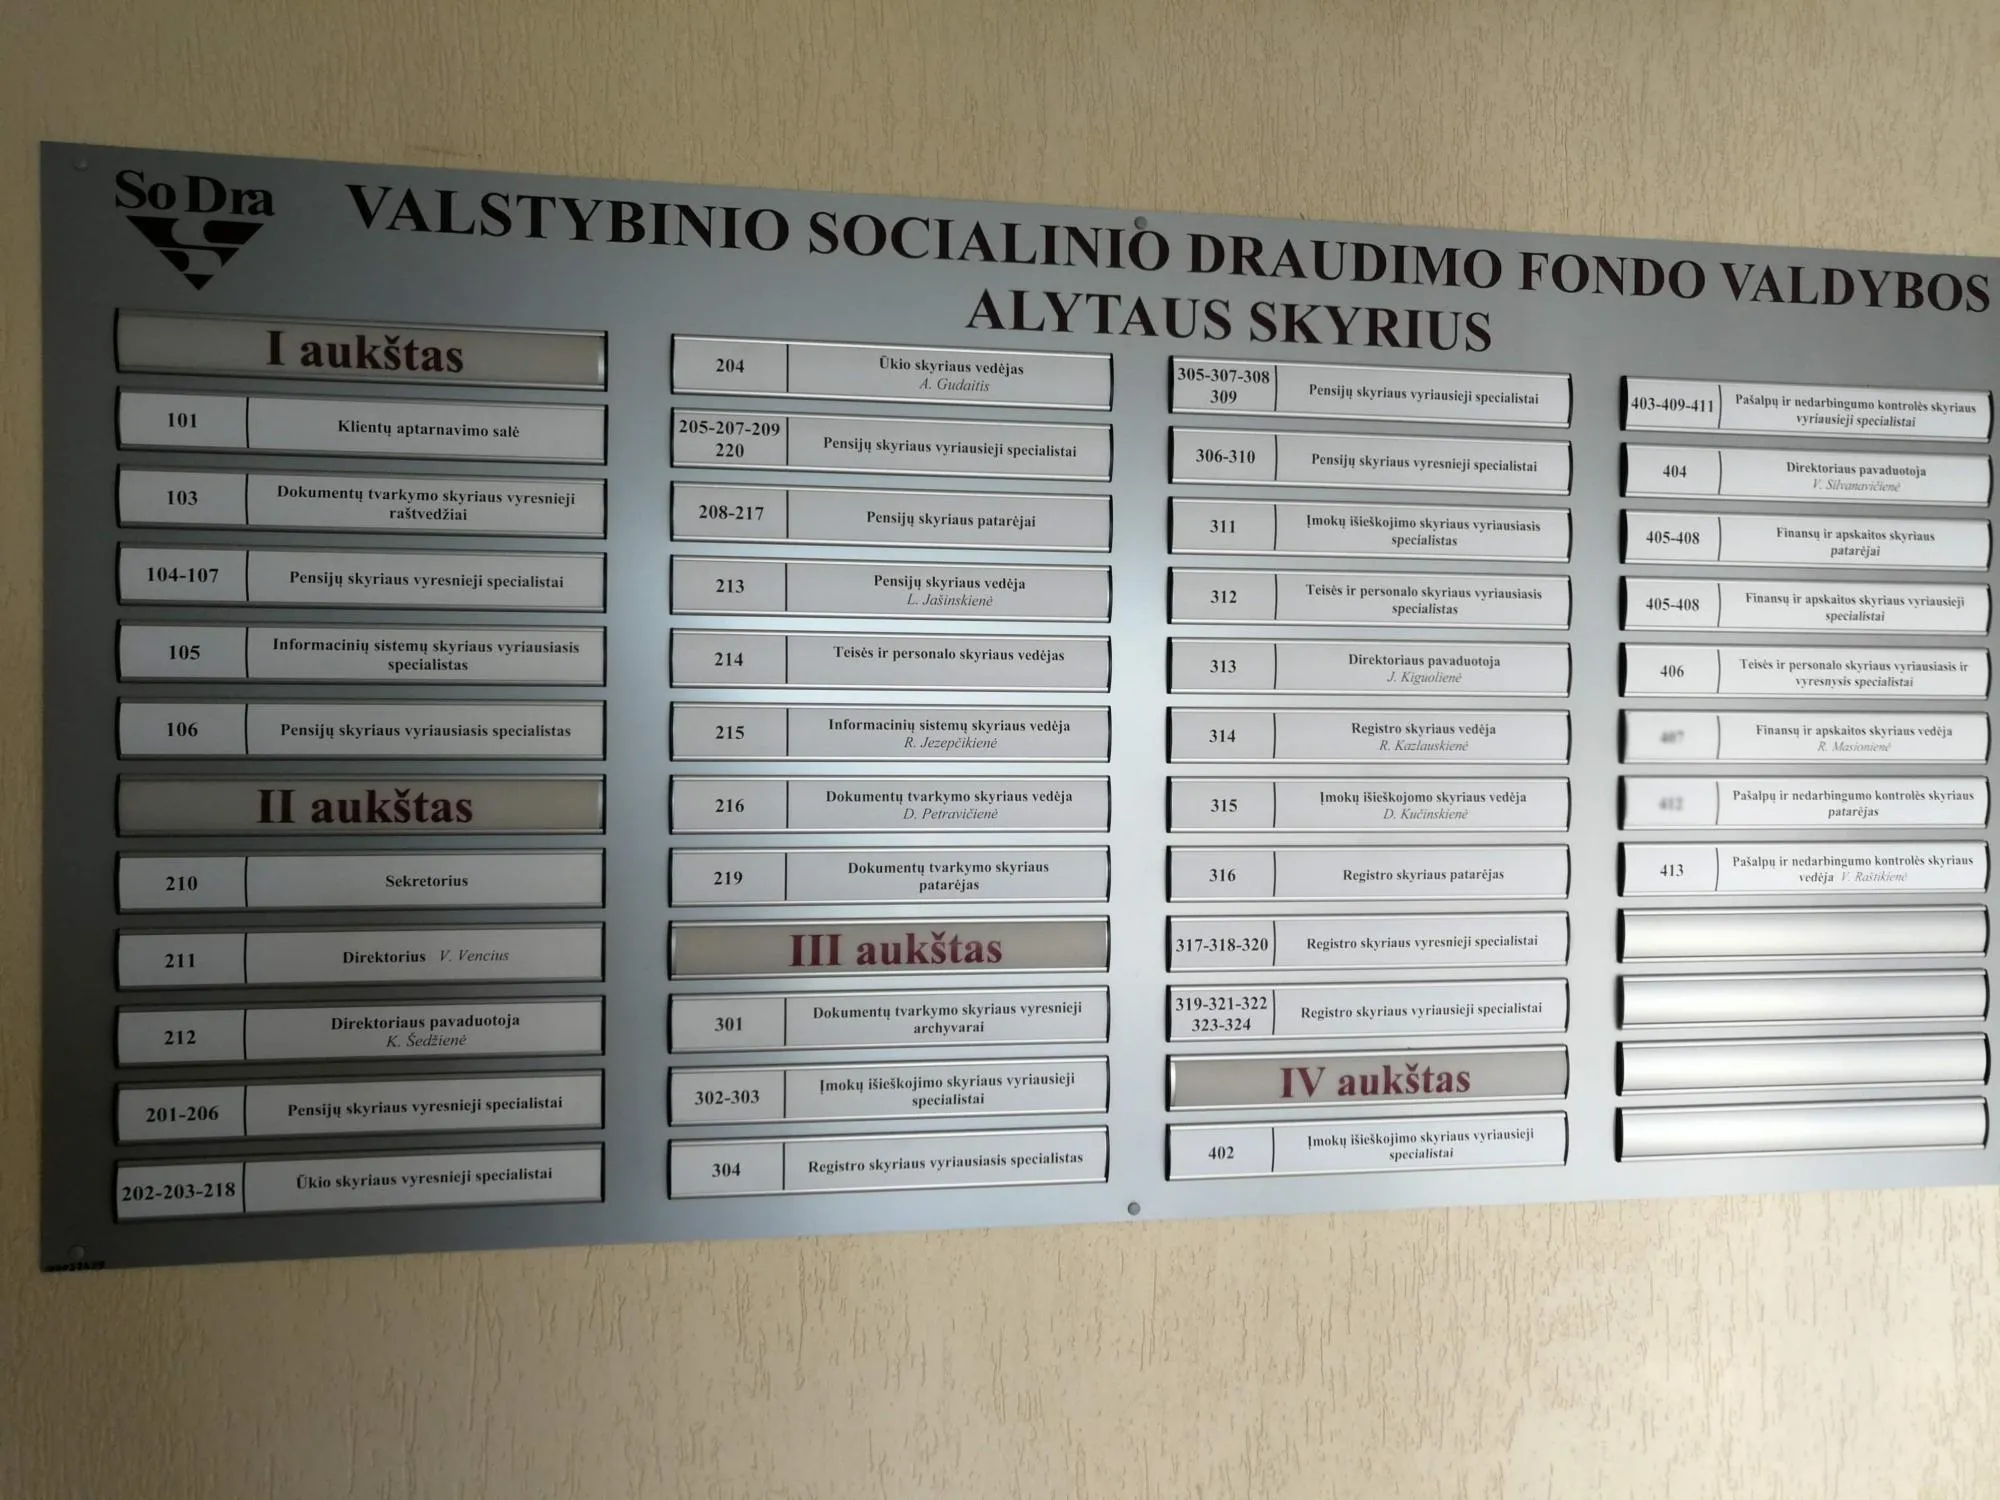 So Dra
VALSTYBINIO SOCIALINIO DRAUDIMO FONDO VALDYBOS
ALYTAUS SKYRIUS
I aukštas
101 Klientų aptarnavimo salė
103 Dokumentų tvarkymo skyriaus vyresnieji
raštvedžiai
104-107 Pensijų skyriaus vyresnieji specialistai
105 Informacinių sistemų skyriaus vyriausiasis
specialistas
106 Pensijų skyriaus vyriausiasis specialistas
II aukštas
210 Sekretorius
211 Direktorius V. Vencius
212 Direktoriaus pavaduotoja
K. Šedžienė
201-206 Pensijų skyriaus vyresnieji specialistai
202-203-218 Ūkio skyriaus vyresnieji specialistai
204 Ūkio skyriaus vedėjas
A. Gudaitis
205-207-209
220
Pensijų skyriaus vyriausieji specialistai
208-217 Pensijų skyriaus patarėjai
213 Pensijų skyriaus vedėja
L. Jašinskienė
214 Teisės ir personalo skyriaus vedėjas
215 Informacinių sistemų skyriaus vedėja
R. Jezepčikienė
216 Dokumentų tvarkymo skyriaus vedėja
D. Petravičienė
219 Dokumentų tvarkymo skyriaus
patarėjas
III aukštas
301 Dokumentų tvarkymo skyriaus vyresnieji
archyvarai
302-303 Įmokų išieškojimo skyriaus vyriausieji
specialistai
304 Registro skyriaus vyriausiasis specialistas
305-307-308
309
Pensijų skyriaus vyriausieji specialistai
306-310 Pensijų skyriaus vyresnieji specialistai
311 Įmokų išieškojimo skyriaus vyriausiasis
specialistas
312 Teisės ir personalo skyriaus vyriausiasis
specialistas
313 Direktoriaus pavaduotoja
J. Kiguolienė
314 Registro skyriaus vedėja
R. Kazlauskienė
315 Įmokų išieškojomo skyriaus vedėja
D. Kučinskienė
316 Registro skyriaus patarėjas
317-318-320 Registro skyriaus vyresnieji specialistai
319-321-322
323-324
Registro skyriaus vyriausieji specialistai
IV aukštas
402 Įmokų išieškojimo skyriaus vyriausieji
specialistai
403-409-411 Pašalpų ir nedarbingumo kontrolės skyriaus
vyriausieji specialistai
404 Direktoriaus pavaduotoja
V. Silvanavičienė
405-408 Finansų ir apskaitos skyriaus
patarėjai
405-408 Finansų ir apskaitos skyriaus vyriausieji
specialistai
406 Teisės ir personalo skyriaus vyriausiasis ir
vyresnysis specialistai
Finansų ir apskaitos skyriaus vedėja
R. Masionienė
412 Pašalpų ir nedarbingumo kontrolės skyriaus
patarėjas
413 Pašalpų ir nedarbingumo kontrolės skyriaus
vedėja V. Raštikienė